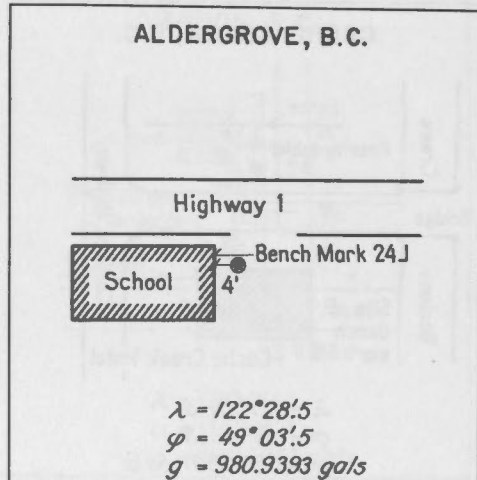 ALDERGROVE, B.C.
Highway 1
Bench Mark 24J
School
4'
λ = 122°28'.5
φ = 49°03'.5
g = 980.9393 gals